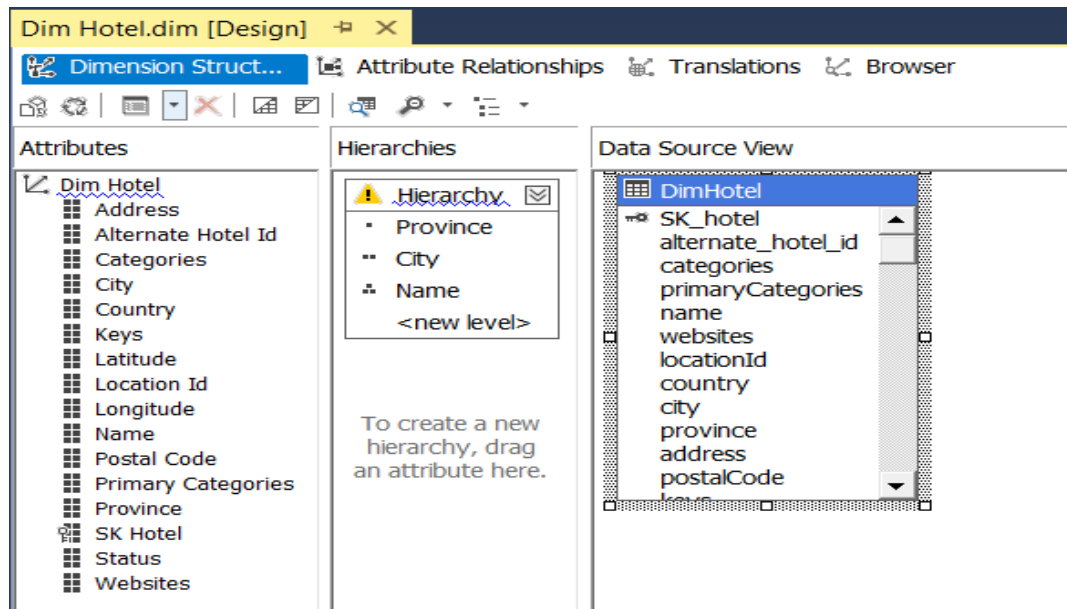 Dim Hotel.dim [Design]
Dimension Struct... Attribute Relationships Translations Browser
Attributes
Dim Hotel
Address
Alternate Hotel Id
Categories
City
Country
Keys
Latitude
Location Id
Longitude
Name
Postal Code
Primary Categories
Province
SK Hotel
Status
Websites
Hierarchies
Hierarchy
Province
City
Name
<new level>
To create a new
hierarchy, drag
an attribute here.
Data Source View
DimHotel
SK_hotel
alternate_hotel_id
categories
primaryCategories
name
websites
locationId
country
city
province
address
postalCode
keys